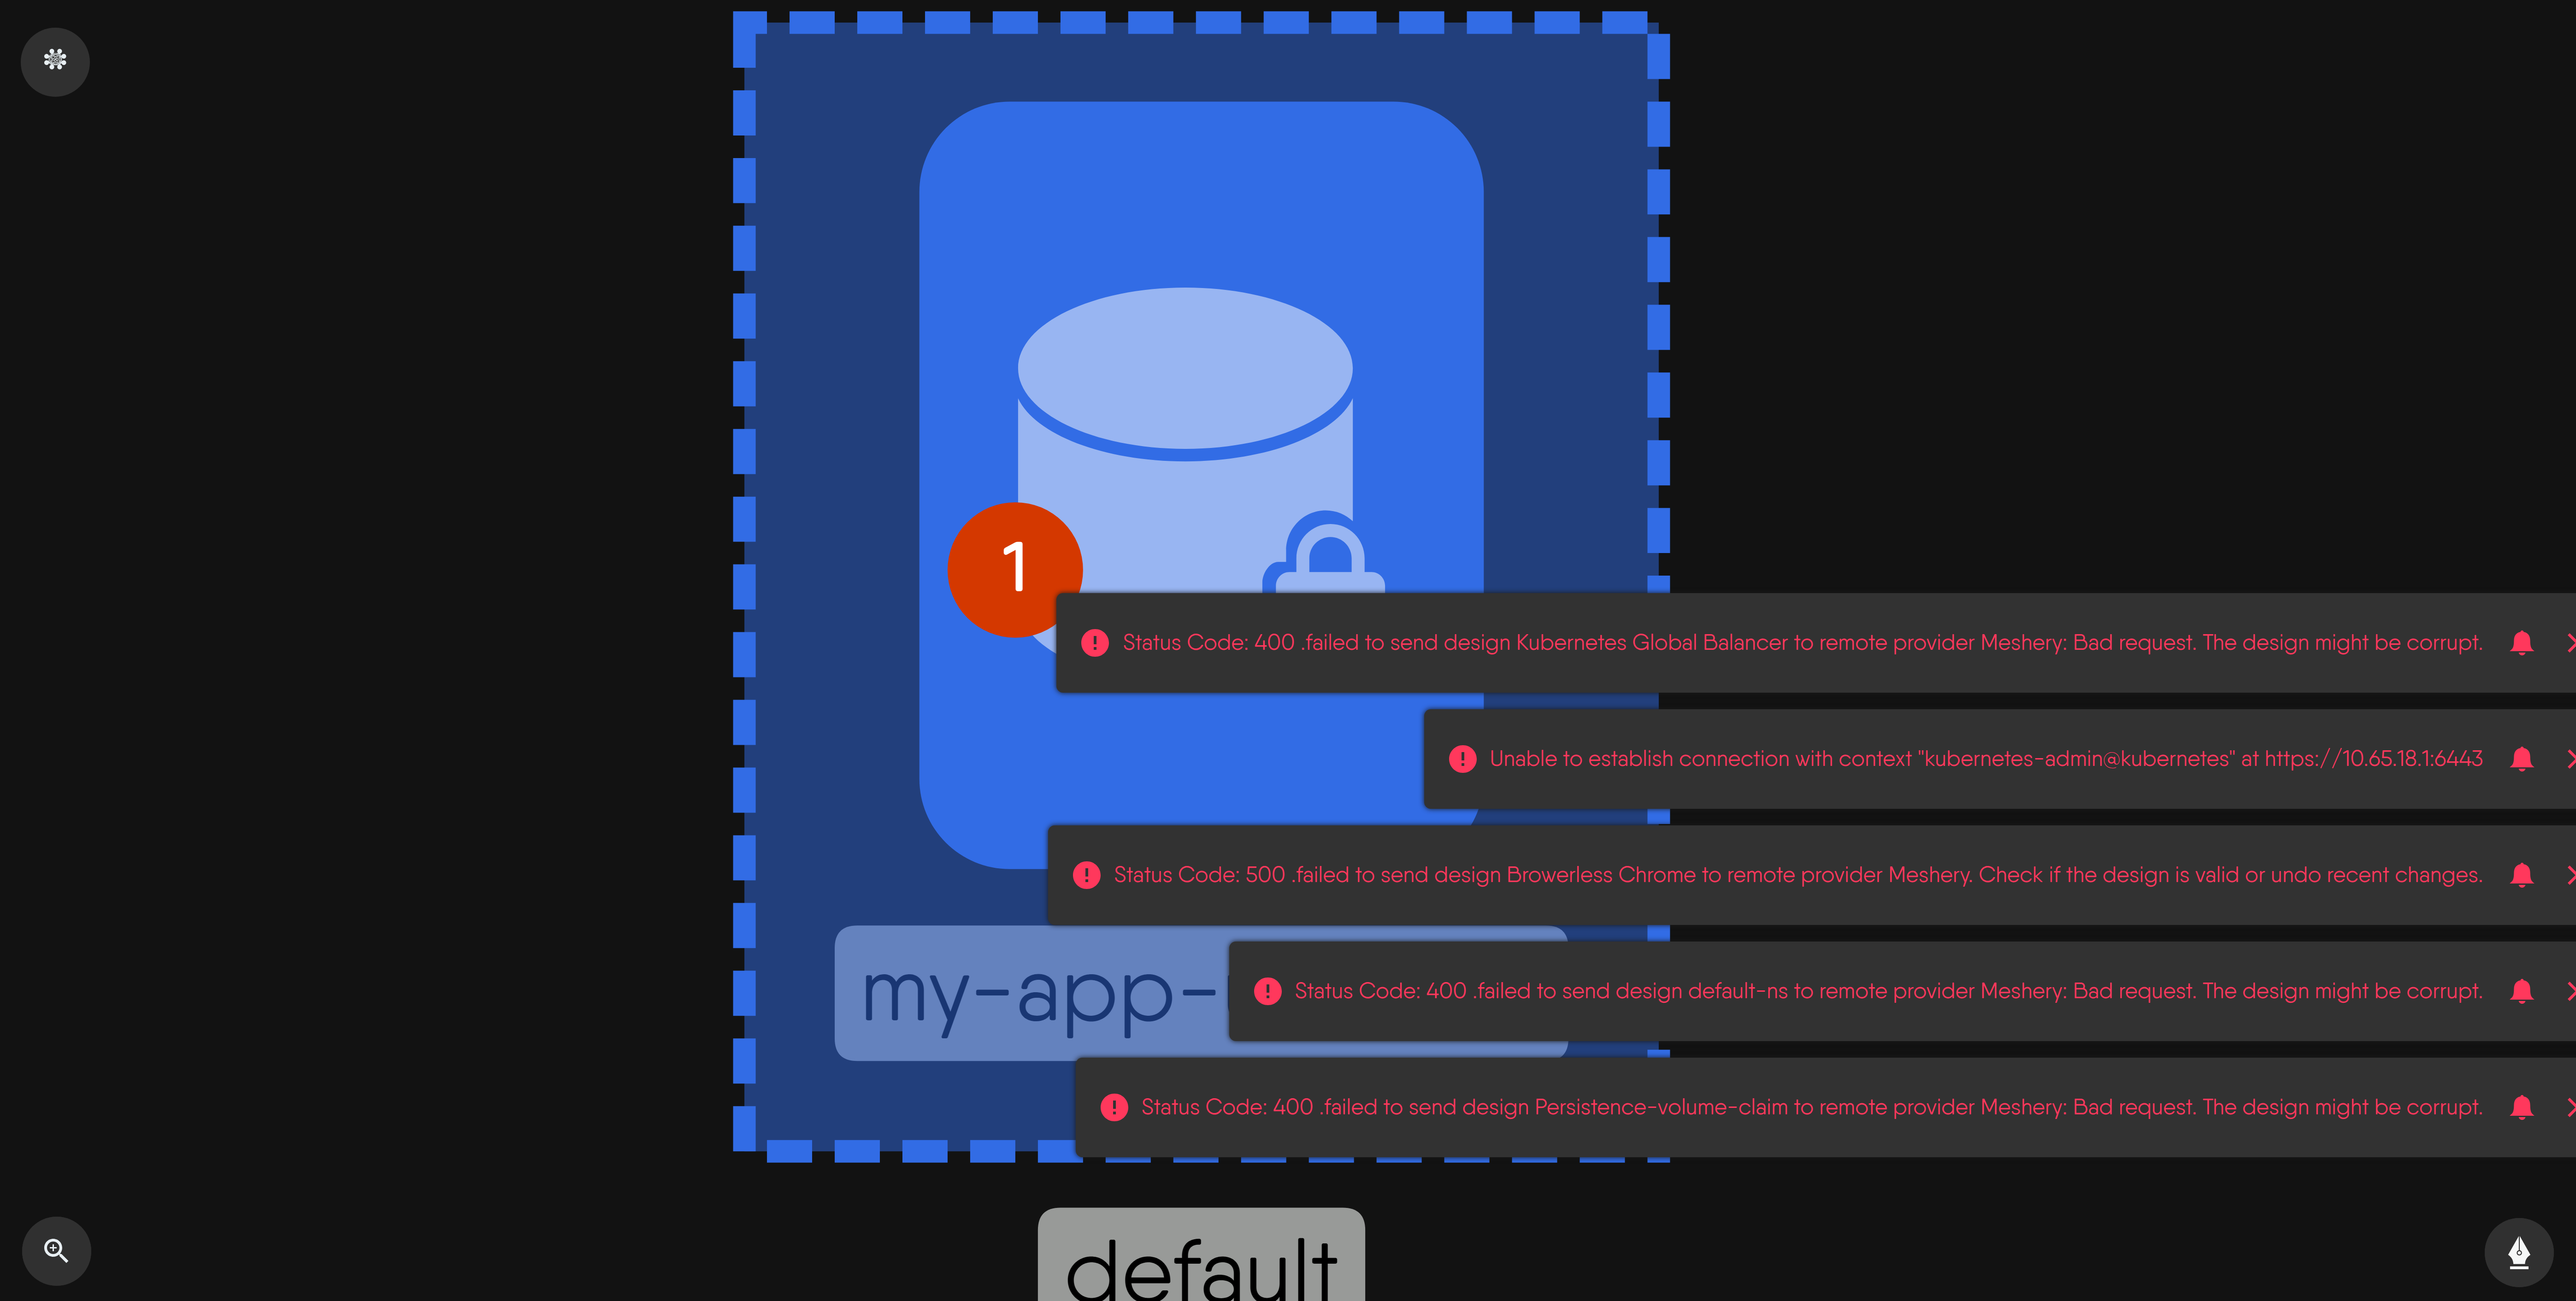 1
Status Code: 400 .failed to send design Kubernetes Global Balancer to remote provider Meshery: Bad request. The design might be corrupt.
Unable to establish connection with context "kubernetes-admin@kubernetes" at https://10.65.18.1:6443
Status Code: 500 .failed to send design Browerless Chrome to remote provider Meshery. Check if the design is valid or undo recent changes.
my-app-
Status Code: 400 .failed to send design default-ns to remote provider Meshery: Bad request. The design might be corrupt.
Status Code: 400 .failed to send design Persistence-volume-claim to remote provider Meshery: Bad request. The design might be corrupt.
default